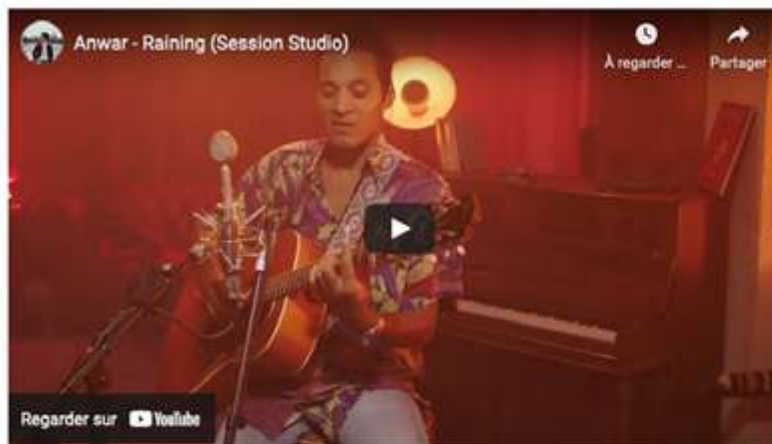 Anwar - Raining (Session Studio)
À regarder ...
Partager
Regarder sur YouTube